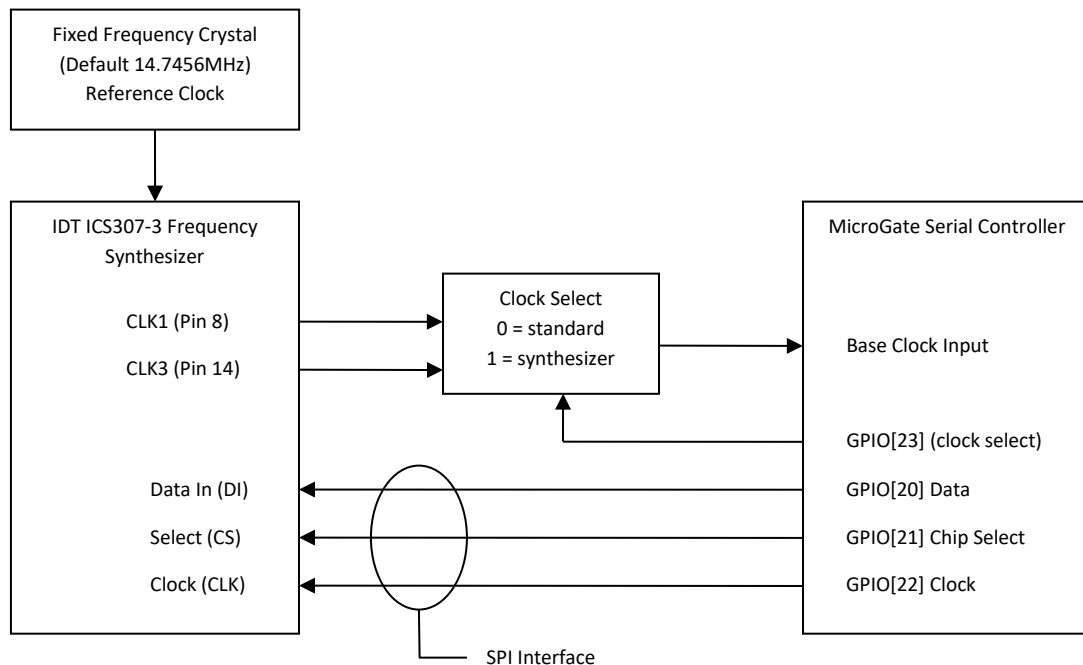 Fixed Frequency Crystal
(Default 14.7456MHz)
Reference Clock
IDT ICS307-3 Frequency
Synthesizer
CLK1 (Pin 8)
CLK3 (Pin 14)
Data In (DI)
Select (CS)
Clock (CLK)
Clock Select
0 = standard
1 = synthesizer
MicroGate Serial Controller
Base Clock Input
GPIO[23] (clock select)
GPIO[20] Data
GPIO[21] Chip Select
GPIO[22] Clock
SPI Interface